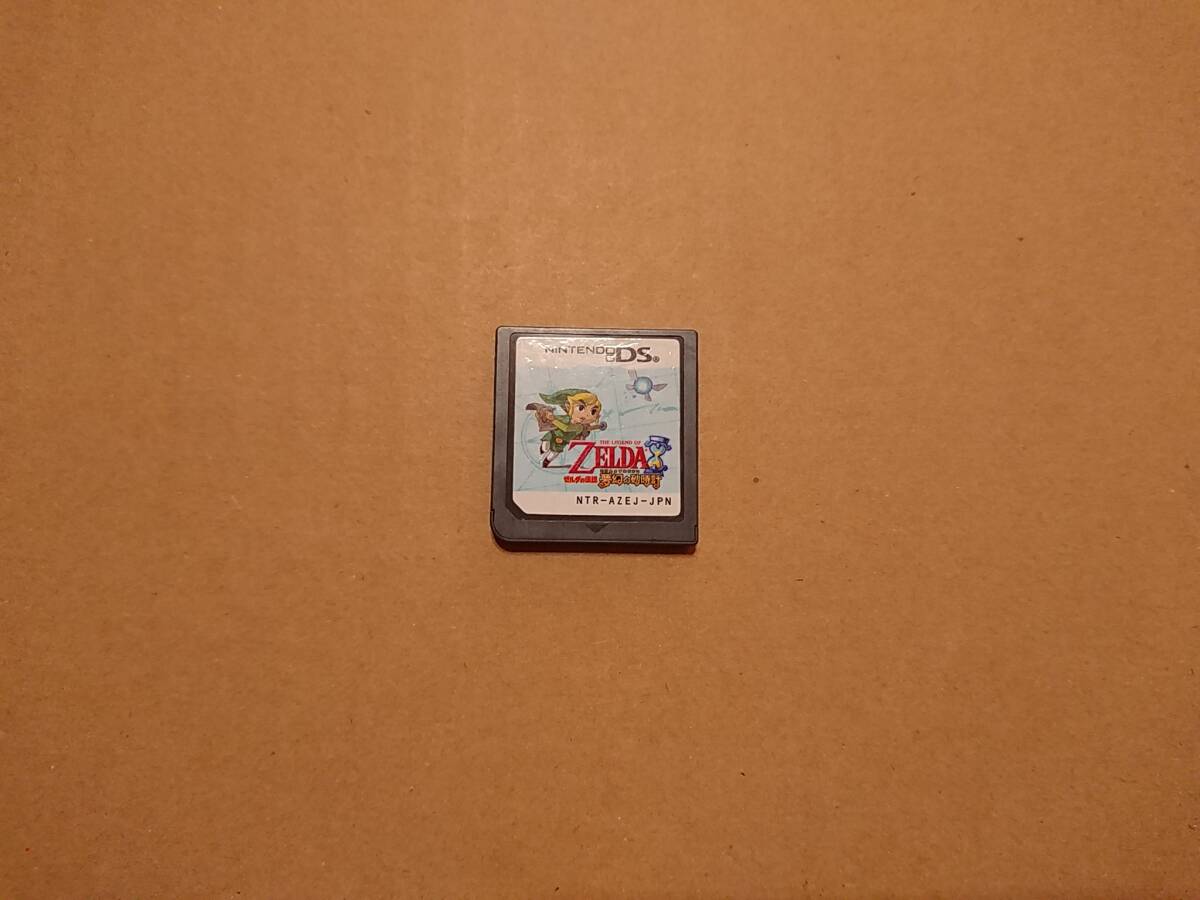 NINTENDO DS®
THE LEGEND OF
ZELDA
ゼルダの伝説 夢幻の砂時計
NTR-AZEJ-JPN